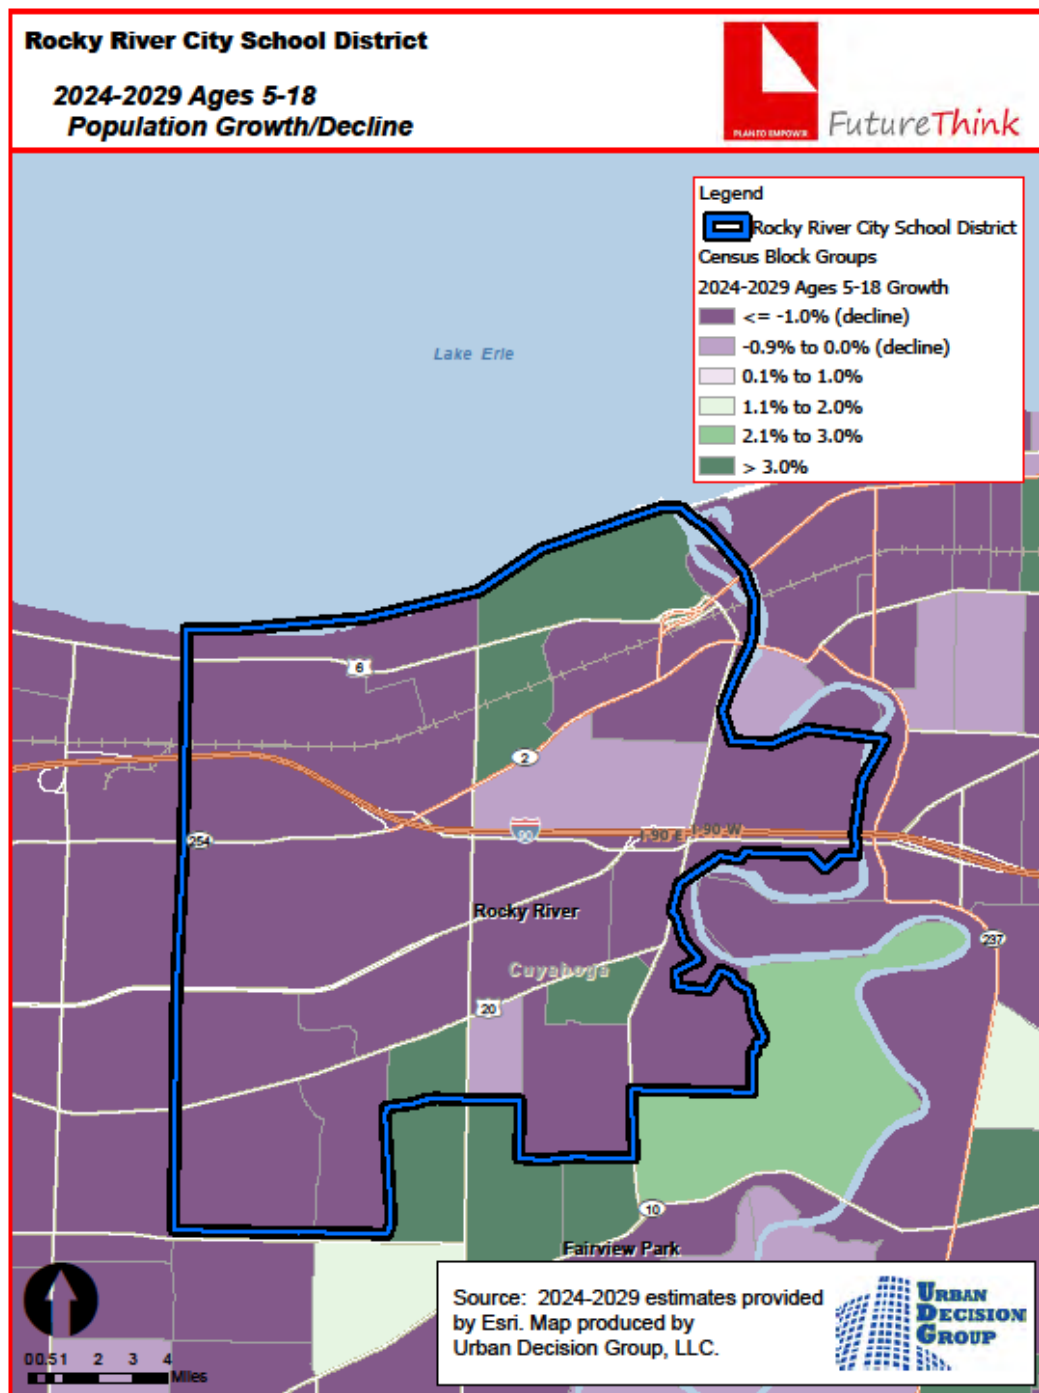 Rocky River City School District
2024-2029 Ages 5-18
Population Growth/Decline
PLAN TO EMPOWER
FutureThink
Legend
Rocky River City School District
Census Block Groups
2024-2029 Ages 5-18 Growth
<= -1.0% (decline)
-0.9% to 0.0% (decline)
0.1% to 1.0%
1.1% to 2.0%
2.1% to 3.0%
> 3.0%
Lake Erie
6
2
90
I-90 E
I-90 W
254
Rocky River
Cuyahoga
237
20
10
Fairview Park
Source: 2024-2029 estimates provided
by Esri. Map produced by
Urban Decision Group, LLC.
URBAN
DECISION
GROUP
0 0.5 1 2 3 4
Miles